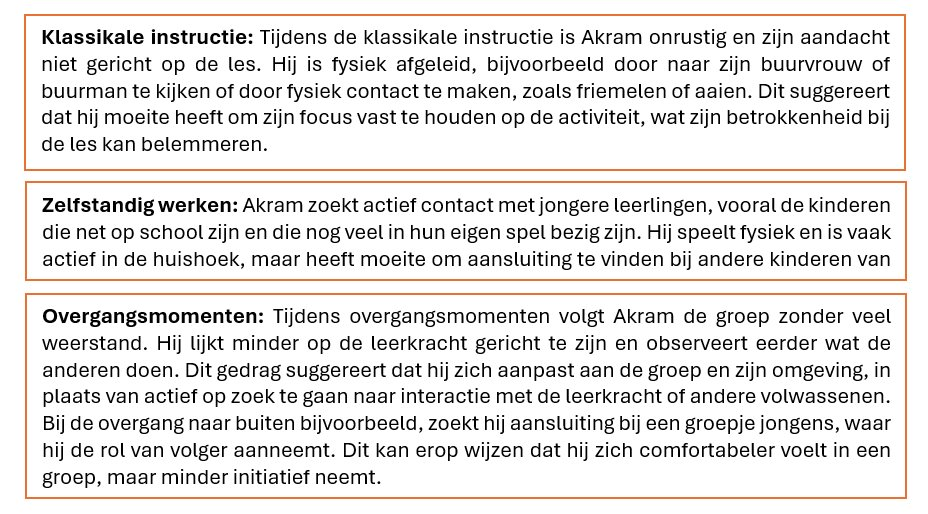 Klassikale instructie: Tijdens de klassikale instructie is Akram onrustig en zijn aandacht
niet gericht op de les. Hij is fysiek afgeleid, bijvoorbeeld door naar zijn buurvrouw of
buurman te kijken of door fysiek contact te maken, zoals friemelen of aaien. Dit suggereert
dat hij moeite heeft om zijn focus vast te houden op de activiteit, wat zijn betrokkenheid bij
de les kan belemmeren.
Zelfstandig werken: Akram zoekt actief contact met jongere leerlingen, vooral de kinderen
die net op school zijn en die nog veel in hun eigen spel bezig zijn. Hij speelt fysiek en is vaak
actief in de huishoek, maar heeft moeite om aansluiting te vinden bij andere kinderen van
Overgangsmomenten: Tijdens overgangsmomenten volgt Akram de groep zonder veel
weerstand. Hij lijkt minder op de leerkracht gericht te zijn en observeert eerder wat de
anderen doen. Dit gedrag suggereert dat hij zich aanpast aan de groep en zijn omgeving, in
plaats van actief op zoek te gaan naar interactie met de leerkracht of andere volwassenen.
Bij de overgang naar buiten bijvoorbeeld, zoekt hij aansluiting bij een groepje jongens, waar
hij de rol van volger aanneemt. Dit kan erop wijzen dat hij zich comfortabeler voelt in een
groep, maar minder initiatief neemt.